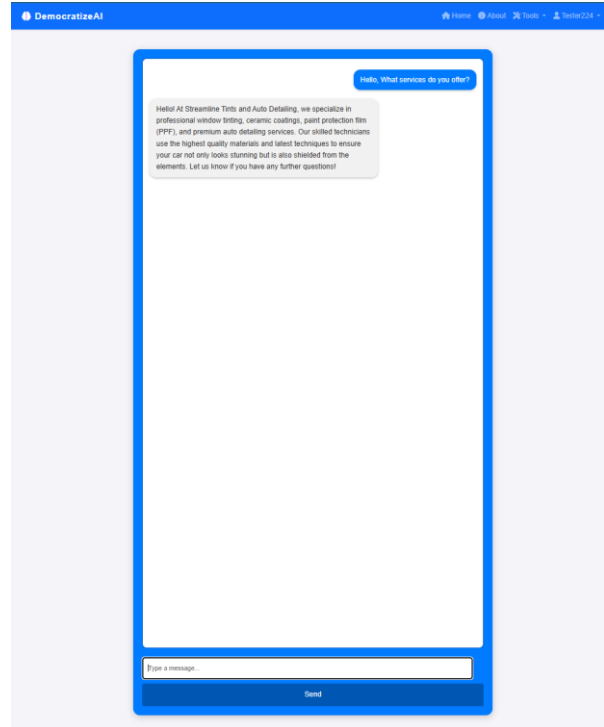 DemocratizeAI
Home About Tools Tester224
Hello, What services do you offer?
Hello! At Streamline Tints and Auto Detailing, we specialize in
professional window tinting, ceramic coatings, paint protection film
(PPF), and premium auto detailing services. Our skilled technicians
use the highest quality materials and latest techniques to ensure
your car not only looks stunning but is also shielded from the
elements. Let us know if you have any further questions!
Type a message...
Send